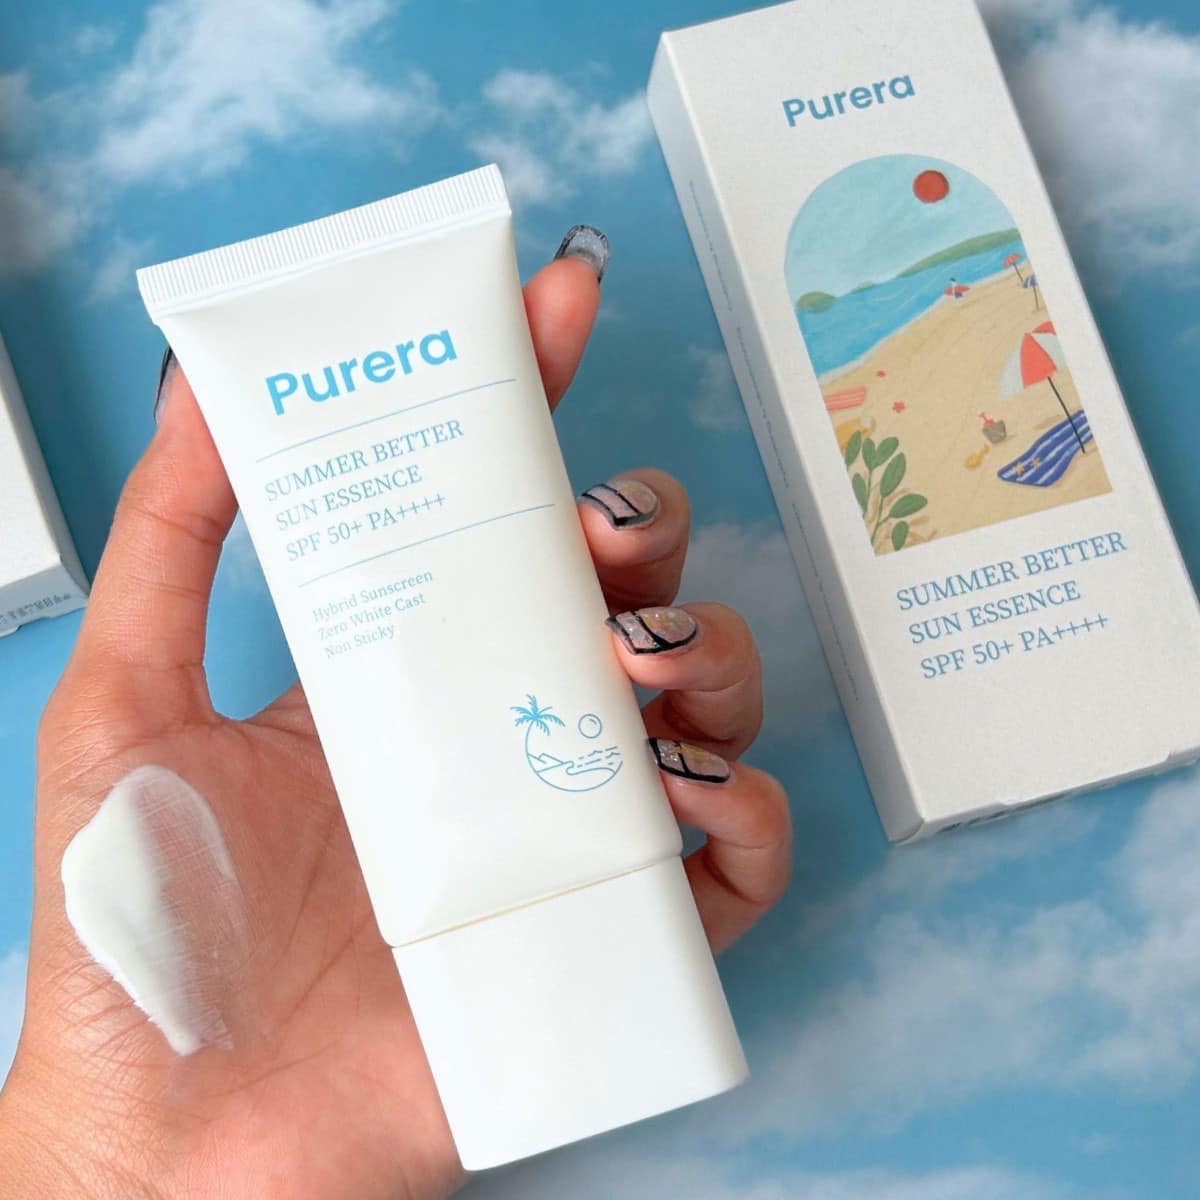 Purera
SUMMER BETTER
SUN ESSENCE
SPF 50+ PA++++
Hybrid Sunscreen
Zero White Cast
Non Sticky
Purera
SUMMER BETTER
SUN ESSENCE
SPF 50+ PA++++